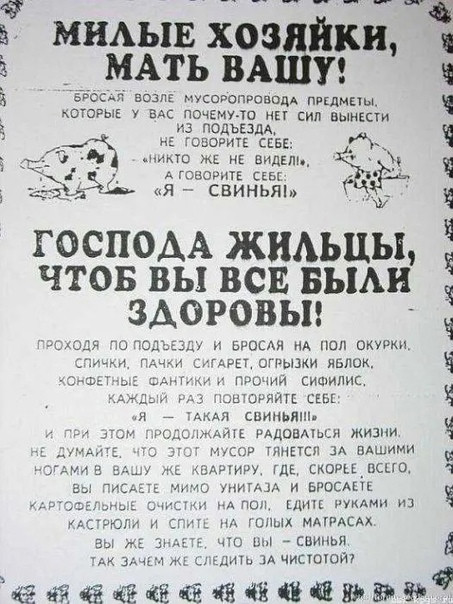 МИЛЫЕ ХОЗЯЙКИ,
МАТЬ ВАШУ!
БРОСАЯ ВОЗЛЕ МУСОРОПРОВОДА ПРЕДМЕТЫ,
КОТОРЫЕ У ВАС ПОЧЕМУ-ТО НЕТ СИЛ ВЫНЕСТИ
ИЗ ПОДЪЕЗДА,
НЕ ГОВОРИТЕ СЕБЕ:
«НИКТО ЖЕ НЕ ВИДЕЛ!»,
А ГОВОРИТЕ СЕБЕ:
«Я — СВИНЬЯ!»
ГОСПОДА ЖИЛЬЦЫ,
ЧТОБ ВЫ ВСЕ БЫЛИ
ЗДОРОВЫ!
ПРОХОДЯ ПО ПОДЪЕЗДУ И БРОСАЯ НА ПОЛ ОКУРКИ,
СПИЧКИ, ПАЧКИ СИГАРЕТ, ОГРЫЗКИ ЯБЛОК,
КОНФЕТНЫЕ ФАНТИКИ И ПРОЧИЙ СИФИЛИС,
КАЖДЫЙ РАЗ ПОВТОРЯЙТЕ СЕБЕ:
«Я — ТАКАЯ СВИНЬЯ!!!»
И ПРИ ЭТОМ ПРОДОЛЖАЙТЕ РАДОВАТЬСЯ ЖИЗНИ.
НЕ ДУМАЙТЕ, ЧТО ЭТОТ МУСОР ТЯНЕТСЯ ЗА ВАШИМИ
НОГАМИ В ВАШУ ЖЕ КВАРТИРУ, ГДЕ, СКОРЕЕ ВСЕГО,
ВЫ ПИСАЕТЕ МИМО УНИТАЗА И БРОСАЕТЕ
КАРТОФЕЛЬНЫЕ ОЧИСТКИ НА ПОЛ, ЕДИТЕ РУКАМИ ИЗ
КАСТРЮЛИ И СПИТЕ НА ГОЛЫХ МАТРАСАХ.
ВЫ ЖЕ ЗНАЕТЕ, ЧТО ВЫ — СВИНЬЯ.
ТАК ЗАЧЕМ ЖЕ СЛЕДИТЬ ЗА ЧИСТОТОЙ?